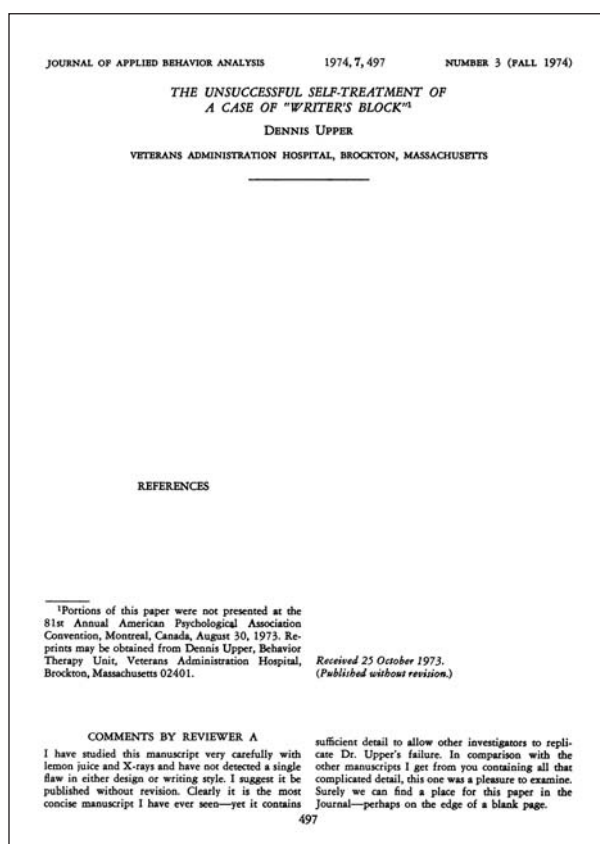 JOURNAL OF APPLIED BEHAVIOR ANALYSIS 1974, 7, 497 NUMBER 3 (FALL 1974)
THE UNSUCCESSFUL SELF-TREATMENT OF
A CASE OF "WRITER'S BLOCK"¹
DENNIS UPPER
VETERANS ADMINISTRATION HOSPITAL, BROCKTON, MASSACHUSETTS
REFERENCES
¹Portions of this paper were not presented at the
81st Annual American Psychological Association
Convention, Montreal, Canada, August 30, 1973. Re-
prints may be obtained from Dennis Upper, Behavior
Therapy Unit, Veterans Administration Hospital,
Brockton, Massachusetts 02401.
Received 25 October 1973.
(Published without revision.)
COMMENTS BY REVIEWER A
I have studied this manuscript very carefully with
lemon juice and X-rays and have not detected a single
flaw in either design or writing style. I suggest it be
published without revision. Clearly it is the most
concise manuscript I have ever seen—yet it contains
sufficient detail to allow other investigators to repli-
cate Dr. Upper's failure. In comparison with the
other manuscripts I get from you containing all that
complicated detail, this one was a pleasure to examine.
Surely we can find a place for this paper in the
Journal—perhaps on the edge of a blank page.
497